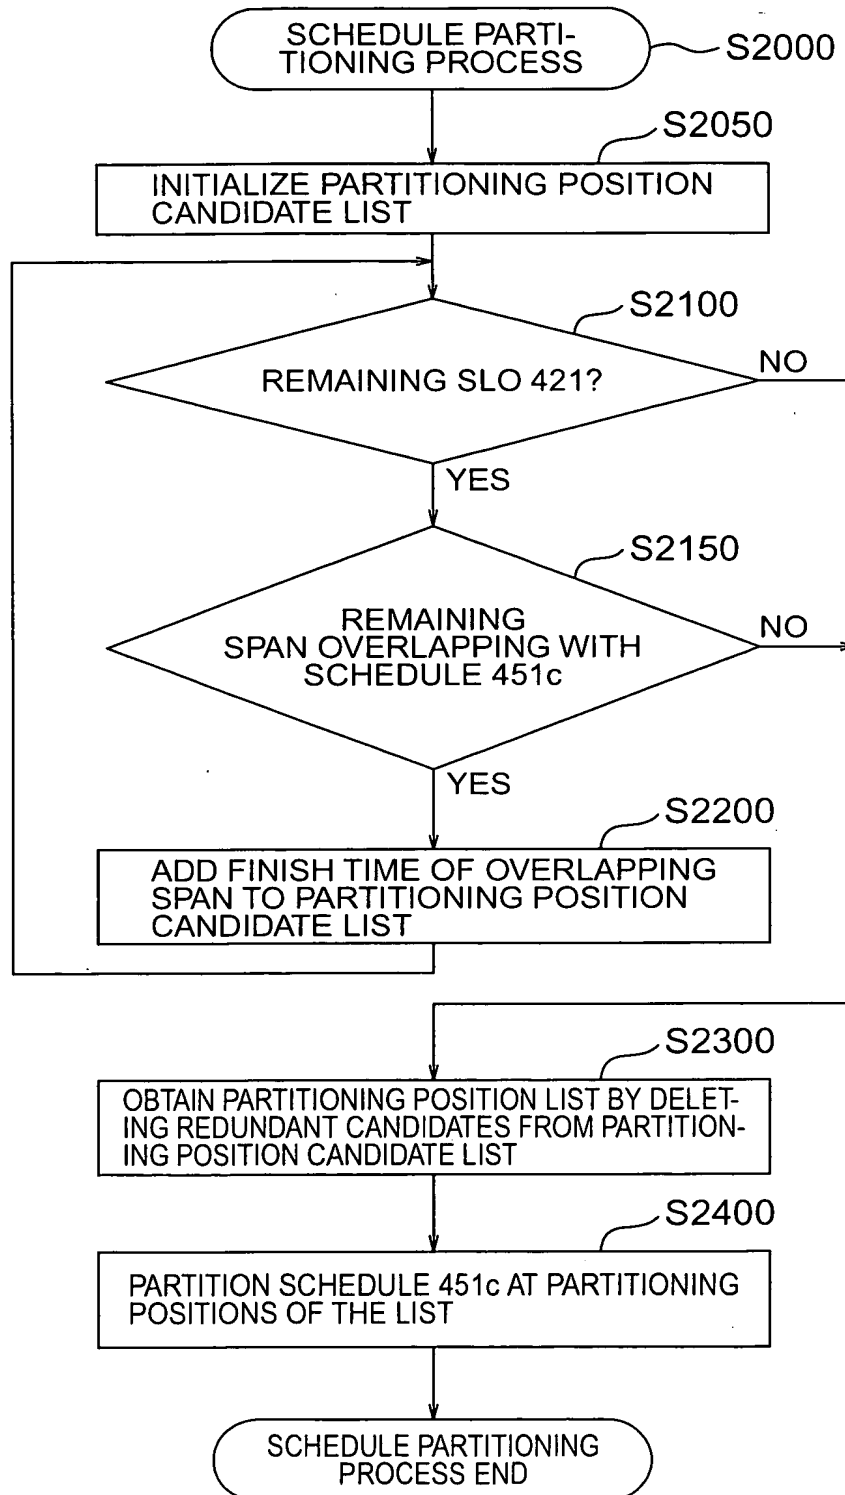 SCHEDULE PARTI-
TIONING PROCESS
S2000
S2050
INITIALIZE PARTITIONING POSITION
CANDIDATE LIST
S2100
REMAINING SLO 421?
NO
YES
S2150
REMAINING
SPAN OVERLAPPING WITH
SCHEDULE 451c
NO
YES
S2200
ADD FINISH TIME OF OVERLAPPING
SPAN TO PARTITIONING POSITION
CANDIDATE LIST
S2300
OBTAIN PARTITIONING POSITION LIST BY DELET-
ING REDUNDANT CANDIDATES FROM PARTITION-
ING POSITION CANDIDATE LIST
S2400
PARTITION SCHEDULE 451c AT PARTITIONING
POSITIONS OF THE LIST
SCHEDULE PARTITIONING
PROCESS END